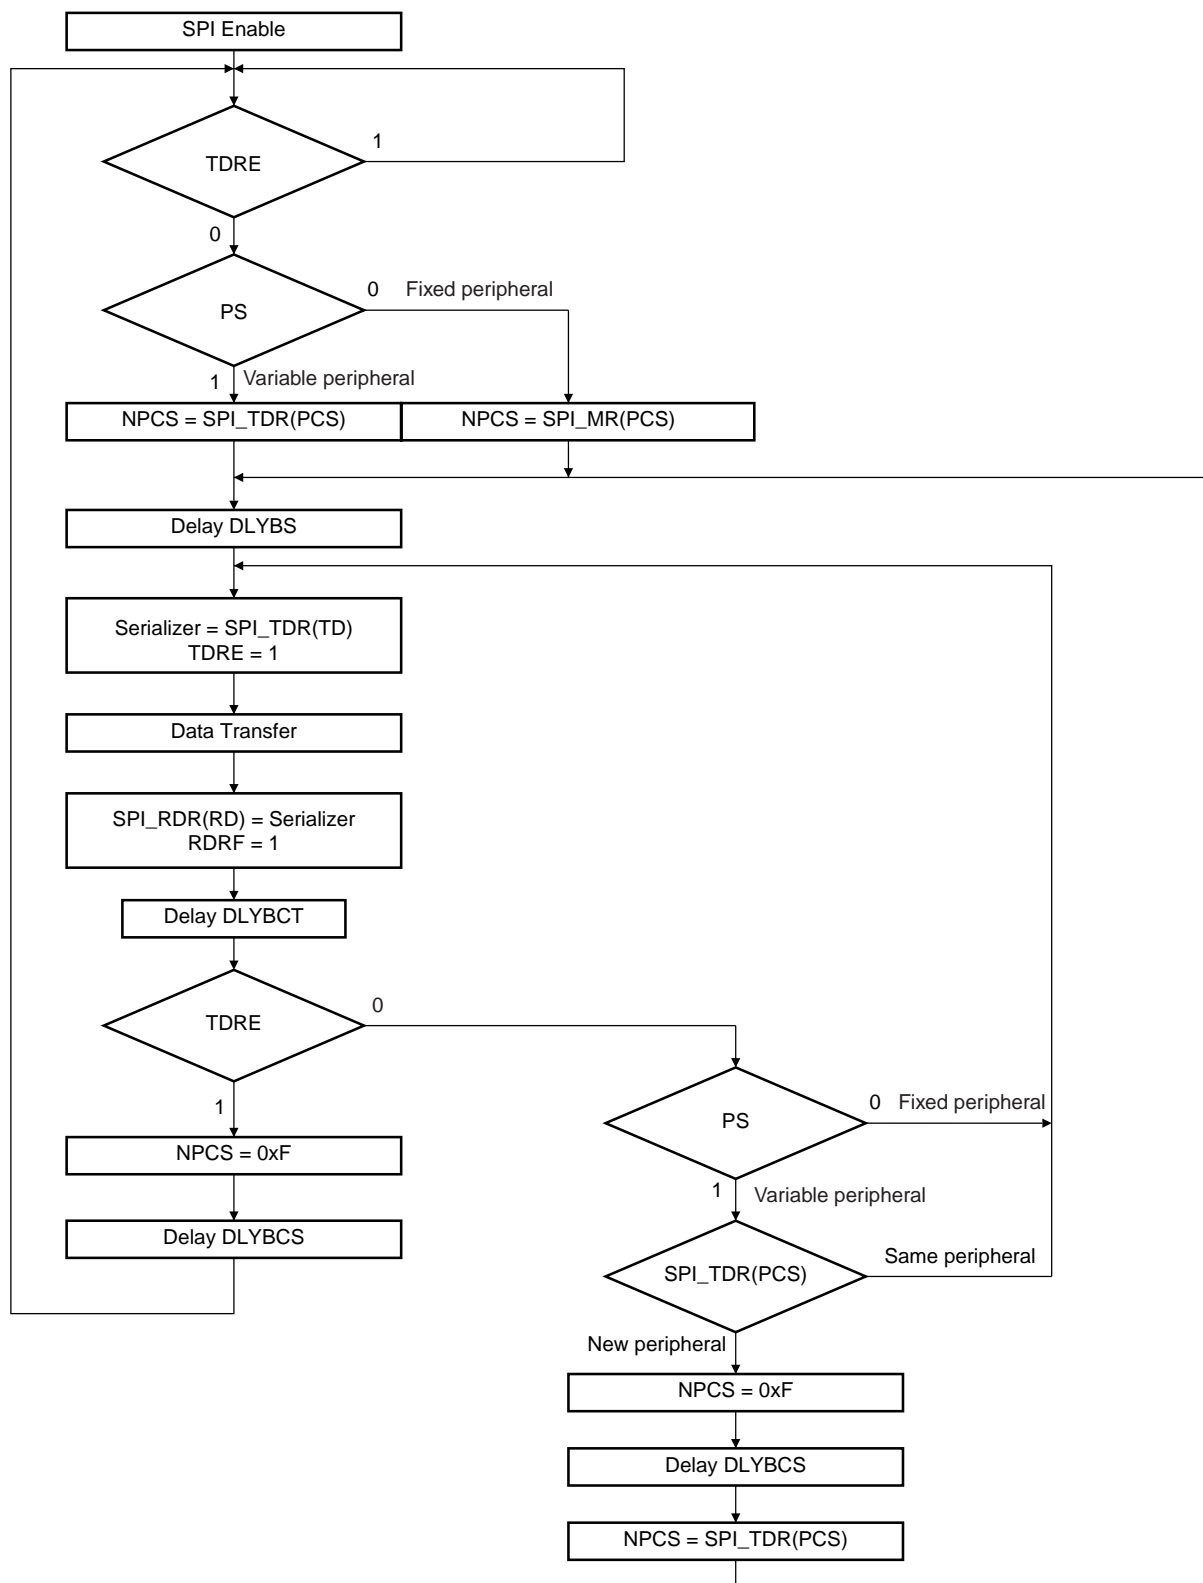 SPI Enable
TDRE
1
0
PS
0 Fixed peripheral
1 Variable peripheral
NPCS = SPI_TDR(PCS)
NPCS = SPI_MR(PCS)
Delay DLYBS
Serializer = SPI_TDR(TD)
TDRE = 1
Data Transfer
SPI_RDR(RD) = Serializer
RDRF = 1
Delay DLYBCT
TDRE
0
1
PS
0 Fixed peripheral
NPCS = 0xF
1 Variable peripheral
Delay DLYBCS
SPI_TDR(PCS)
Same peripheral
New peripheral
NPCS = 0xF
Delay DLYBCS
NPCS = SPI_TDR(PCS)